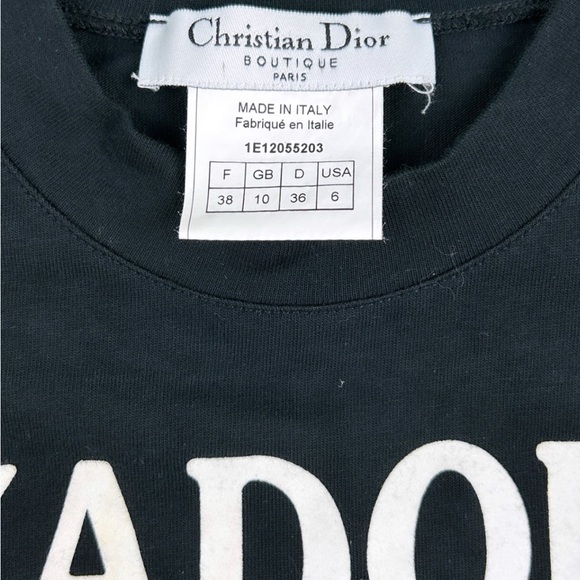 Christian Dior
BOUTIQUE
PARIS
MADE IN ITALY
Fabriqué en Italie
1E12055203
F GB D USA
38 10 36 6
'ADO